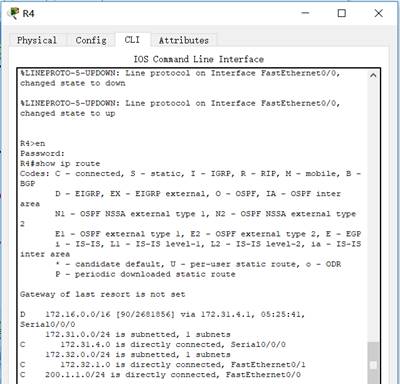 R4
Physical Config CLI Attributes
IOS Command Line Interface
%LINEPROTO-5-UPDOWN: Line protocol on Interface FastEthernet0/0,
changed state to down
%LINEPROTO-5-UPDOWN: Line protocol on Interface FastEthernet0/0,
changed state to up
R4>en
Password:
R4#show ip route
Codes: C - connected, S - static, I - IGRP, R - RIP, M - mobile, B -
BGP
D - EIGRP, EX - EIGRP external, O - OSPF, IA - OSPF inter
area
N1 - OSPF NSSA external type 1, N2 - OSPF NSSA external type
2
E1 - OSPF external type 1, E2 - OSPF external type 2, E - EGP
i - IS-IS, L1 - IS-IS level-1, L2 - IS-IS level-2, ia - IS-IS
inter area
* - candidate default, U - per-user static route, o - ODR
P - periodic downloaded static route
Gateway of last resort is not set
D 172.16.0.0/16 [90/2681856] via 172.31.4.1, 05:25:41,
Serial0/0/0
172.31.0.0/24 is subnetted, 1 subnets
C 172.31.4.0 is directly connected, Serial0/0/0
172.32.0.0/24 is subnetted, 1 subnets
C 172.32.1.0 is directly connected, FastEthernet0/1
C 200.1.1.0/24 is directly connected, FastEthernet0/0